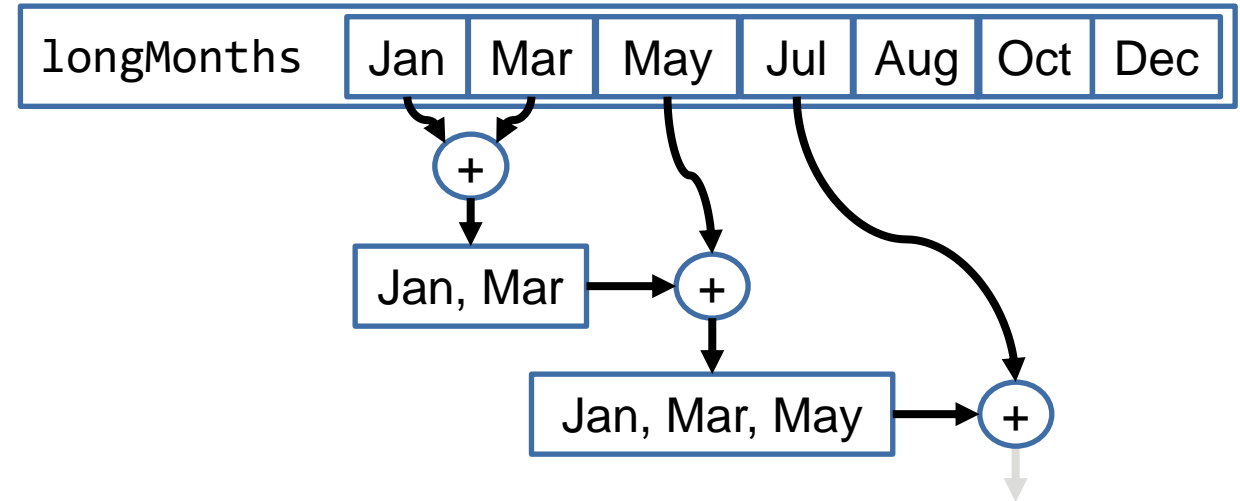 longMonths Jan Mar May Jul Aug Oct Dec
+
Jan, Mar +
Jan, Mar, May +